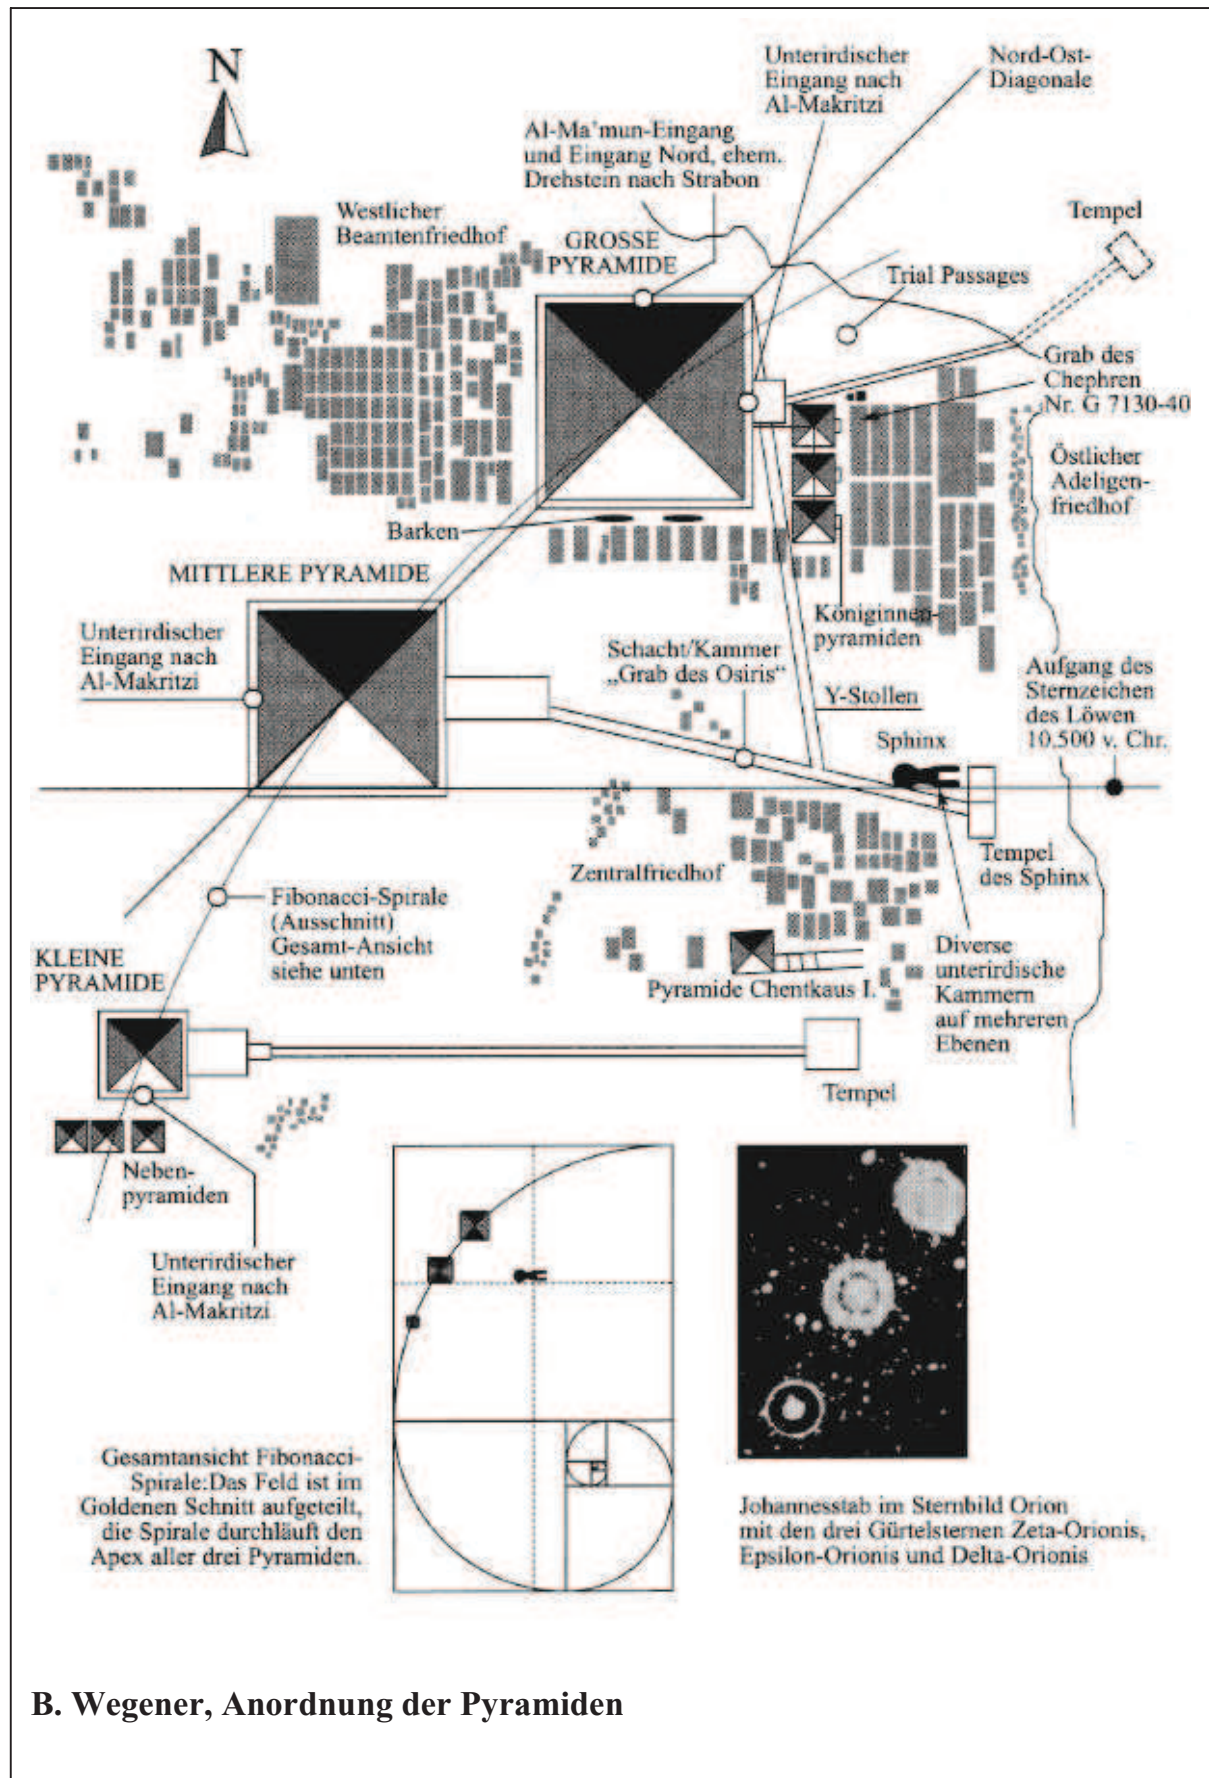 N
Unterirdischer
Eingang nach
Al-Makritzi
Nord-Ost-
Diagonale
Al-Ma'mun-Eingang
und Eingang Nord, ehem.
Drehstein nach Strabon
Westlicher
Beamtenfriedhof
GROSSE
PYRAMIDE
Tempel
Trial Passages
Grab des
Chephren
Nr. G 7130-40
Östlicher
Adeligen-
friedhof
Barken
MITTLERE PYRAMIDE
Unterirdischer
Eingang nach
Al-Makritzi
Königinnen-
pyramiden
Schacht/Kammer
„Grab des Osiris“
Y-Stollen
Aufgang des
Sternzeichen
des Löwen
10.500 v. Chr.
Sphinx
Zentralfriedhof
Tempel
des Sphinx
Fibonacci-Spirale
(Ausschnitt)
Gesamt-Ansicht
siehe unten
KLEINE
PYRAMIDE
Pyramide Chentkaus I.
Diverse
unterirdische
Kammern
auf mehreren
Ebenen
Tempel
Neben-
pyramiden
Unterirdischer
Eingang nach
Al-Makritzi
Gesamtansicht Fibonacci-
Spirale:Das Feld ist im
Goldenen Schnitt aufgeteilt,
die Spirale durchläuft den
Apex aller drei Pyramiden.
Johannesstab im Sternbild Orion
mit den drei Gürtelsternen Zeta-Orionis,
Epsilon-Orionis und Delta-Orionis
B. Wegener, Anordnung der Pyramiden